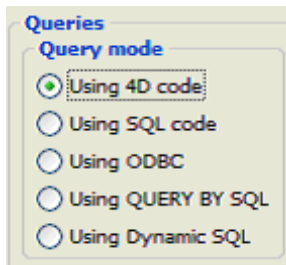 Queries
Query mode
Using 4D code
Using SQL code
Using ODBC
Using QUERY BY SQL
Using Dynamic SQL